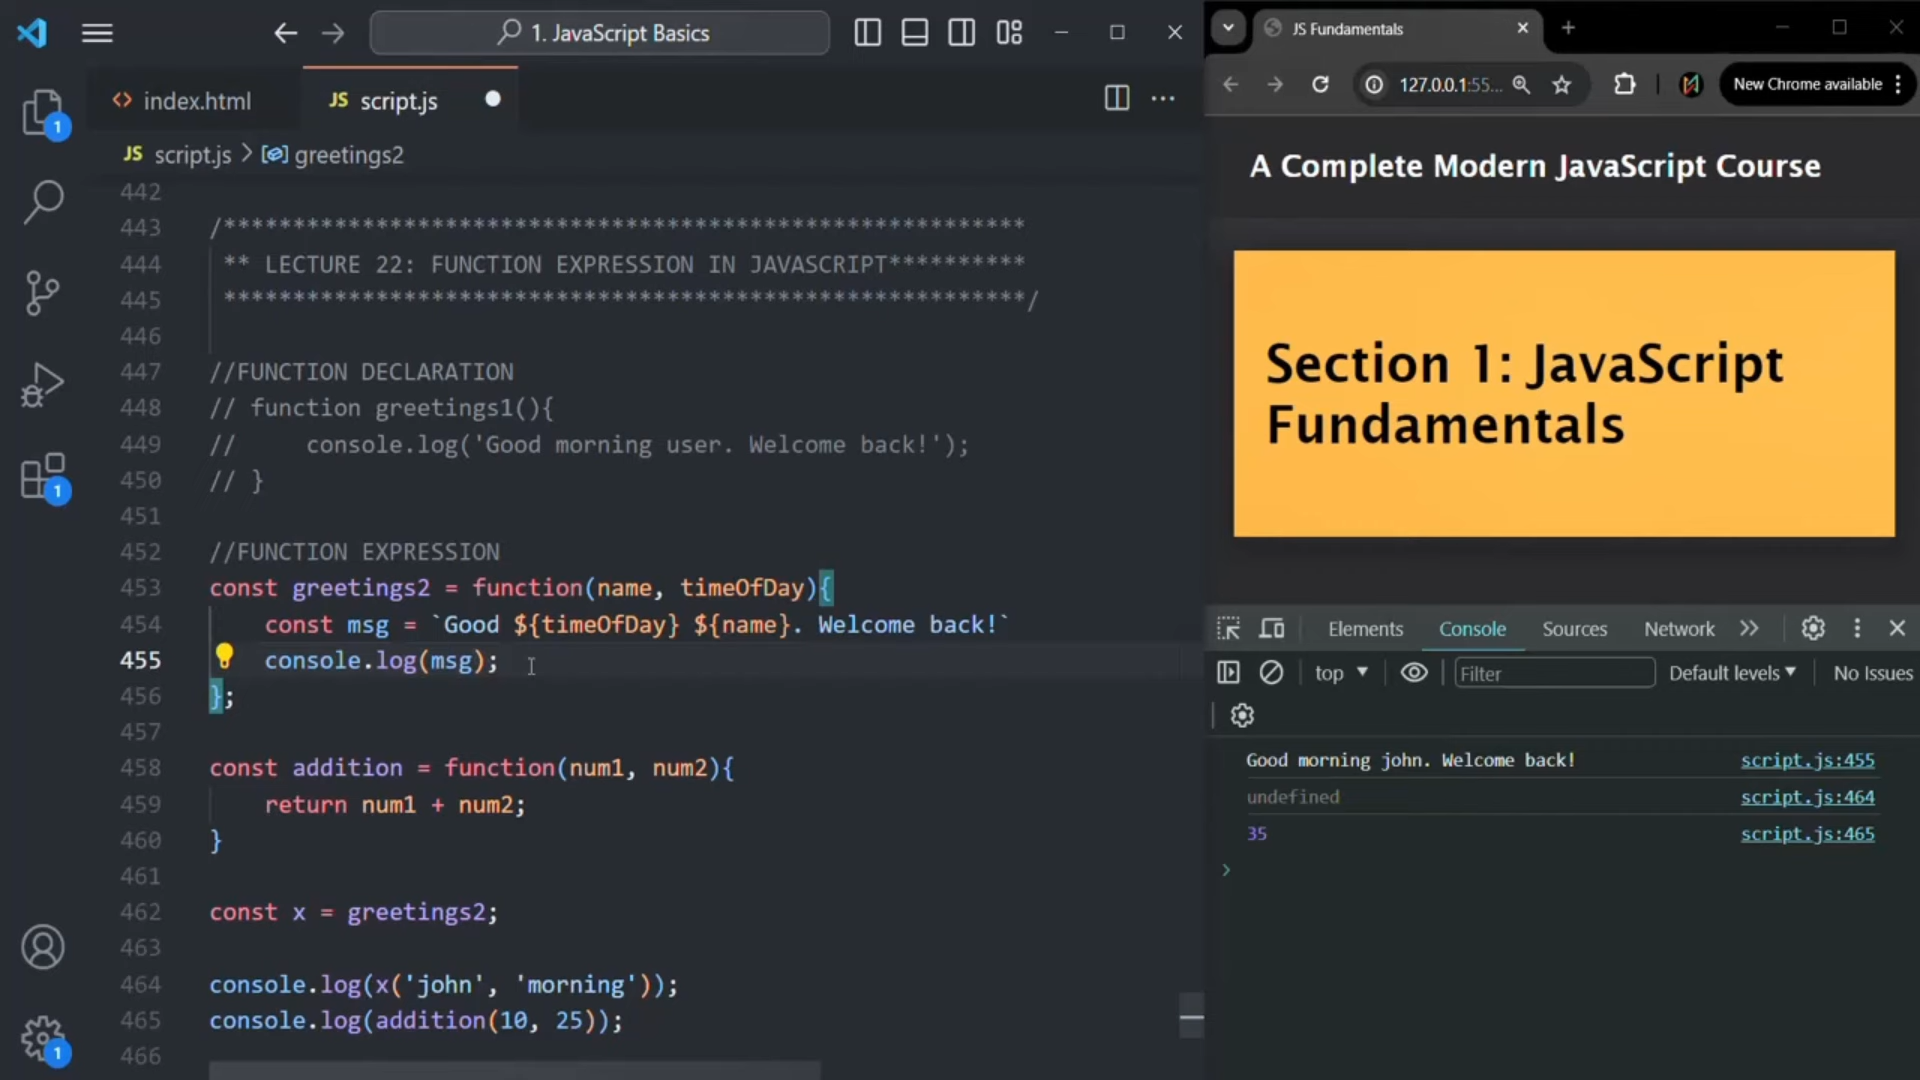 1. JavaScript Basics
index.html
JS script.js
JS script.js > greetings2
442
443 /**********************************************************
444 ** LECTURE 22: FUNCTION EXPRESSION IN JAVASCRIPT**********
445 **********************************************************/
446
447 //FUNCTION DECLARATION
448 // function greetings1(){
449 //     console.log('Good morning user. Welcome back!');
450 // }
451
452 //FUNCTION EXPRESSION
453 const greetings2 = function(name, timeOfDay){
454     const msg = `Good ${timeOfDay} ${name}. Welcome back!`
455     console.log(msg);
456 };
457
458 const addition = function(num1, num2){
459     return num1 + num2;
460 }
461
462 const x = greetings2;
463
464 console.log(x('john', 'morning'));
465 console.log(addition(10, 25));
466
1
1
1
JS Fundamentals
127.0.0.1:55...
New Chrome available
A Complete Modern JavaScript Course
Section 1: JavaScript
Fundamentals
Elements Console Sources Network
top Filter Default levels No Issues
Good morning john. Welcome back! script.js:455
undefined script.js:464
35 script.js:465